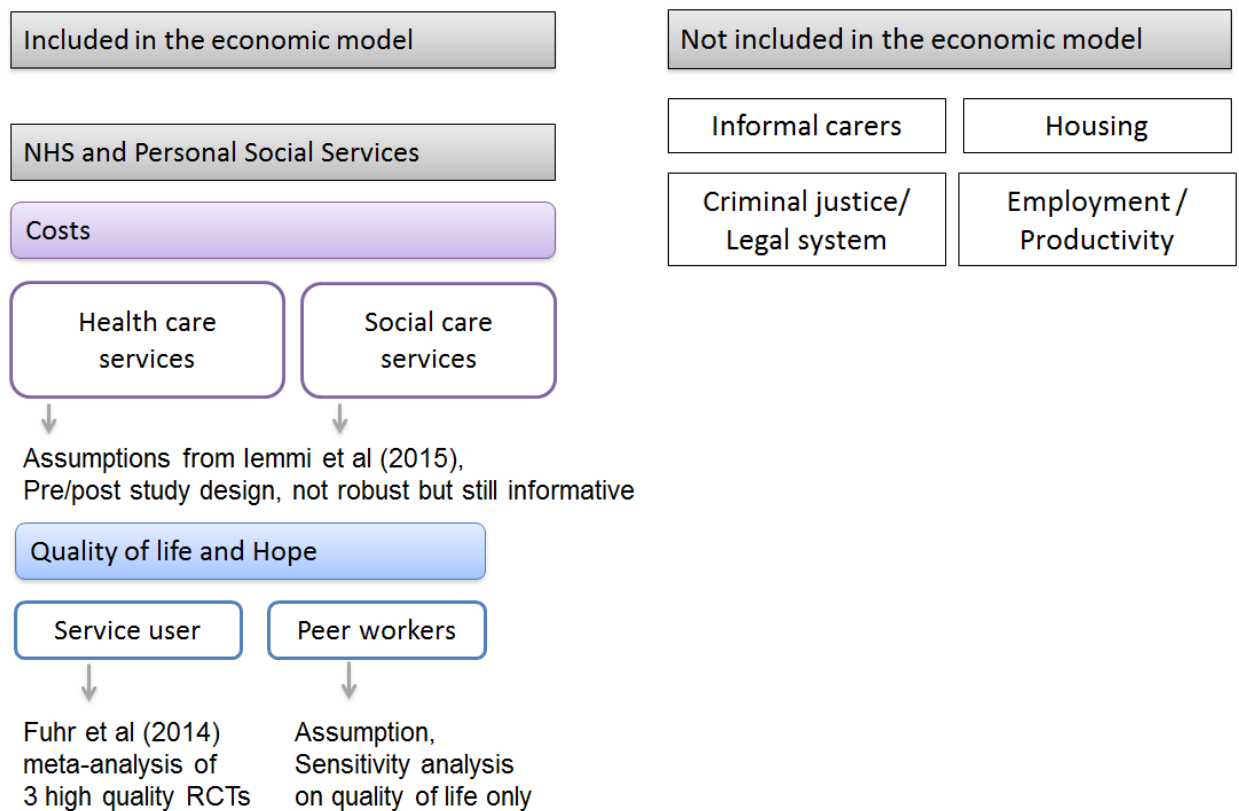 Included in the economic model
NHS and Personal Social Services
Costs
Health care
services
Social care
services
Assumptions from Iemmi et al (2015),
Pre/post study design, not robust but still informative
Quality of life and Hope
Service user
Peer workers
Fuhr et al (2014)
meta-analysis of
3 high quality RCTs
Assumption,
Sensitivity analysis
on quality of life only
Not included in the economic model
Informal carers
Housing
Criminal justice/
Legal system
Employment /
Productivity